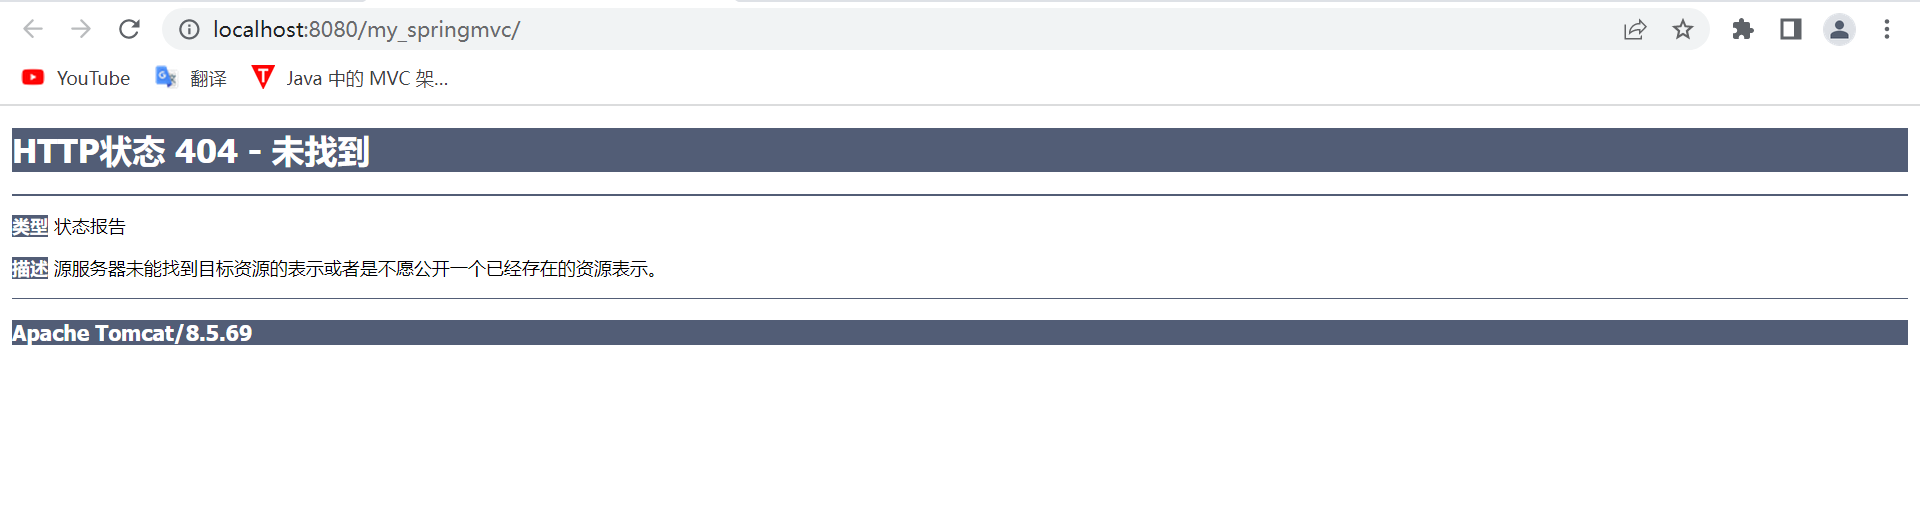 localhost:8080/my_springmvc/
YouTube 翻译 Java 中的 MVC 架...
HTTP状态 404 - 未找到
类型 状态报告
描述 源服务器未能找到目标资源的表示或者是不愿公开一个已经存在的资源表示。
Apache Tomcat/8.5.69